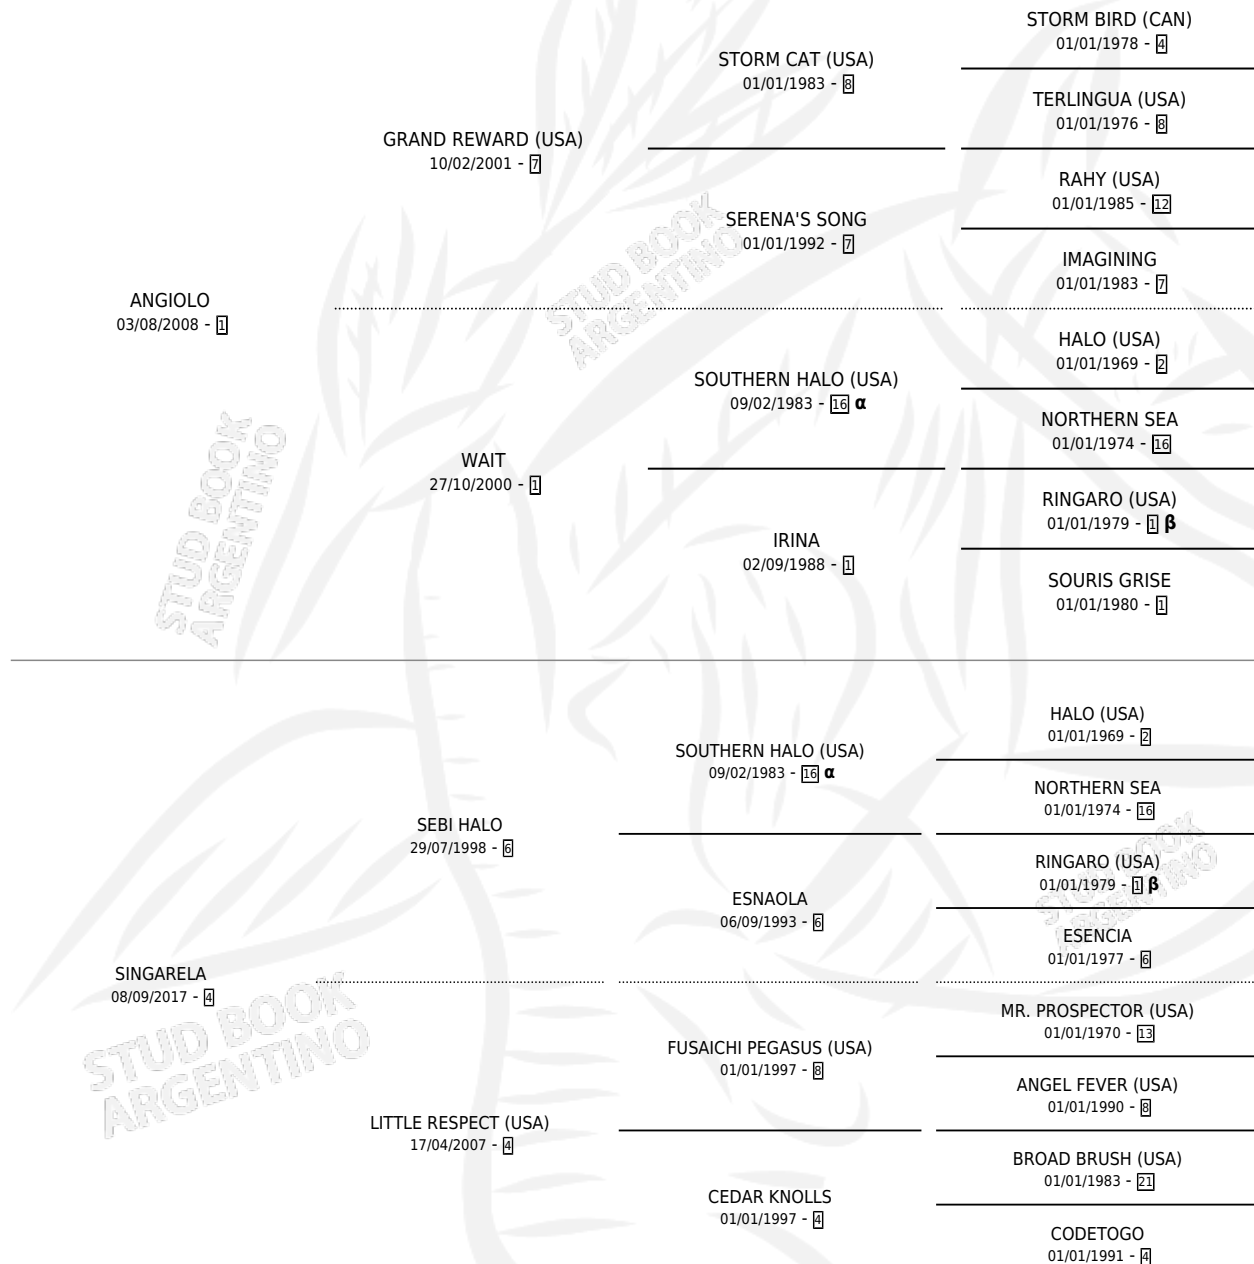 STORM BIRD (CAN)
01/01/1978 - 4
STORM CAT (USA)
01/01/1983 - 8
TERLINGUA (USA)
01/01/1976 - 8
GRAND REWARD (USA)
10/02/2001 - 7
RAHY (USA)
01/01/1985 - 12
SERENA'S SONG
01/01/1992 - 7
IMAGINING
01/01/1983 - 7
ANGIOLO
03/08/2008 - 1
HALO (USA)
01/01/1969 - 2
SOUTHERN HALO (USA)
09/02/1983 - 16 α
NORTHERN SEA
01/01/1974 - 16
WAIT
27/10/2000 - 1
RINGARO (USA)
01/01/1979 - 1 β
IRINA
02/09/1988 - 1
SOURIS GRISE
01/01/1980 - 1
HALO (USA)
01/01/1969 - 2
SOUTHERN HALO (USA)
09/02/1983 - 16 α
NORTHERN SEA
01/01/1974 - 16
SEBI HALO
29/07/1998 - 6
RINGARO (USA)
01/01/1979 - 1 β
ESNAOLA
06/09/1993 - 6
ESENCIA
01/01/1977 - 6
SINGARELA
08/09/2017 - 4
MR. PROSPECTOR (USA)
01/01/1970 - 13
FUSAICHI PEGASUS (USA)
01/01/1997 - 8
ANGEL FEVER (USA)
01/01/1990 - 8
LITTLE RESPECT (USA)
17/04/2007 - 4
BROAD BRUSH (USA)
01/01/1983 - 21
CEDAR KNOLLS
01/01/1997 - 4
CODETOGO
01/01/1991 - 4
STUD BOOK
ARGENTINO
STUD BOOK
ARGENTINO
STUD BOOK
ARGENTINO
STUD BOOK
ARGENTINO